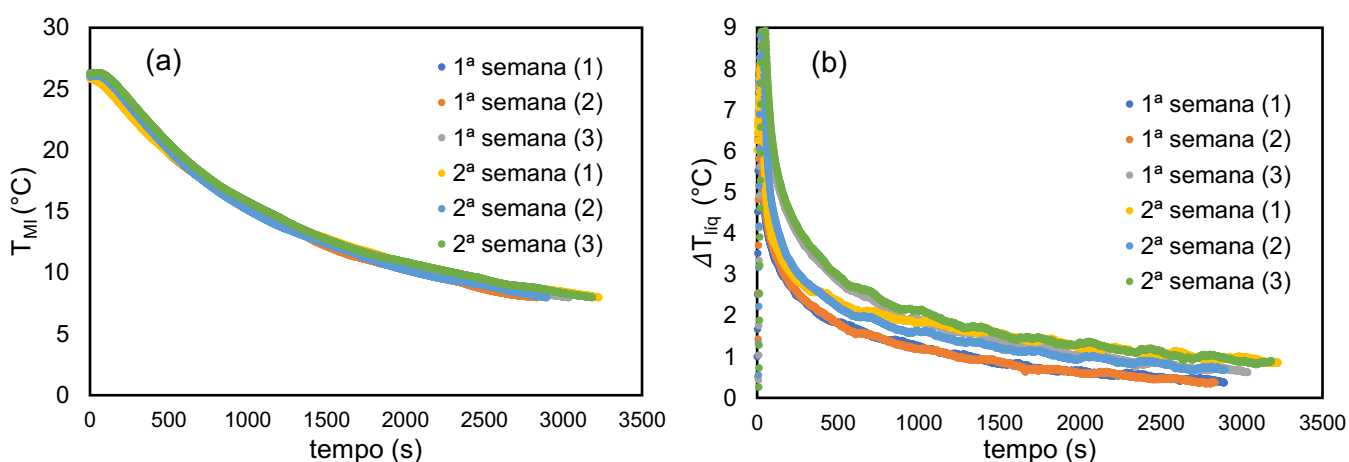 (a)
T_MI (°C)
30
25
20
15
10
5
0
0 500 1000 1500 2000 2500 3000 3500
tempo (s)
1ª semana (1)
1ª semana (2)
1ª semana (3)
2ª semana (1)
2ª semana (2)
2ª semana (3)
(b)
ΔT_liq (°C)
9
8
7
6
5
4
3
2
1
0
0 500 1000 1500 2000 2500 3000 3500
tempo (s)
1ª semana (1)
1ª semana (2)
1ª semana (3)
2ª semana (1)
2ª semana (2)
2ª semana (3)